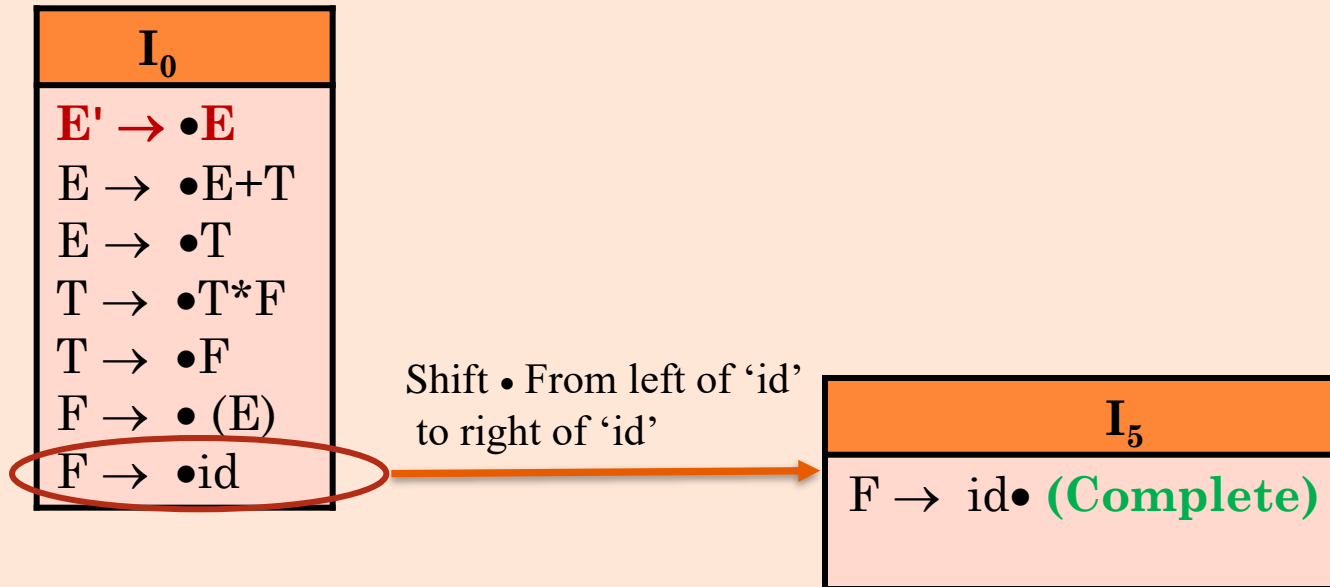 I₀
E' → •E
E → •E+T
E → •T
T → •T*F
T → •F
F → • (E)
F → •id
Shift • From left of ‘id’
to right of ‘id’
I₅
F → id• (Complete)